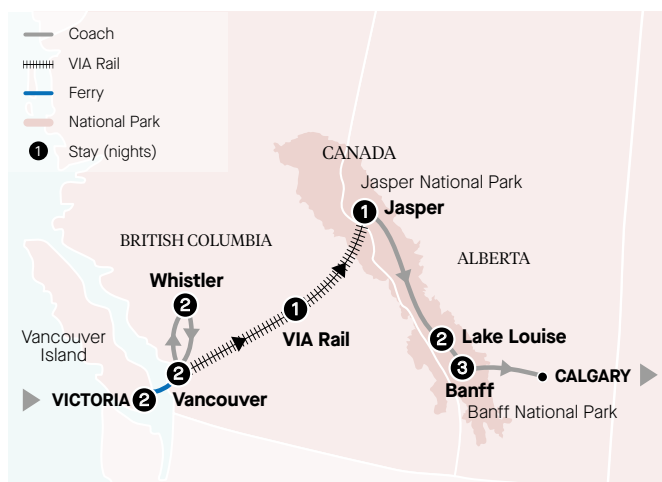 Coach
VIA Rail
Ferry
National Park
1 Stay (nights)
CANADA
Jasper National Park
1 Jasper
BRITISH COLUMBIA
ALBERTA
Whistler
2
1
VIA Rail
Vancouver
Island
2 Lake Louise
2
Vancouver
3
Banff
CALGARY
VICTORIA 2
Banff National Park